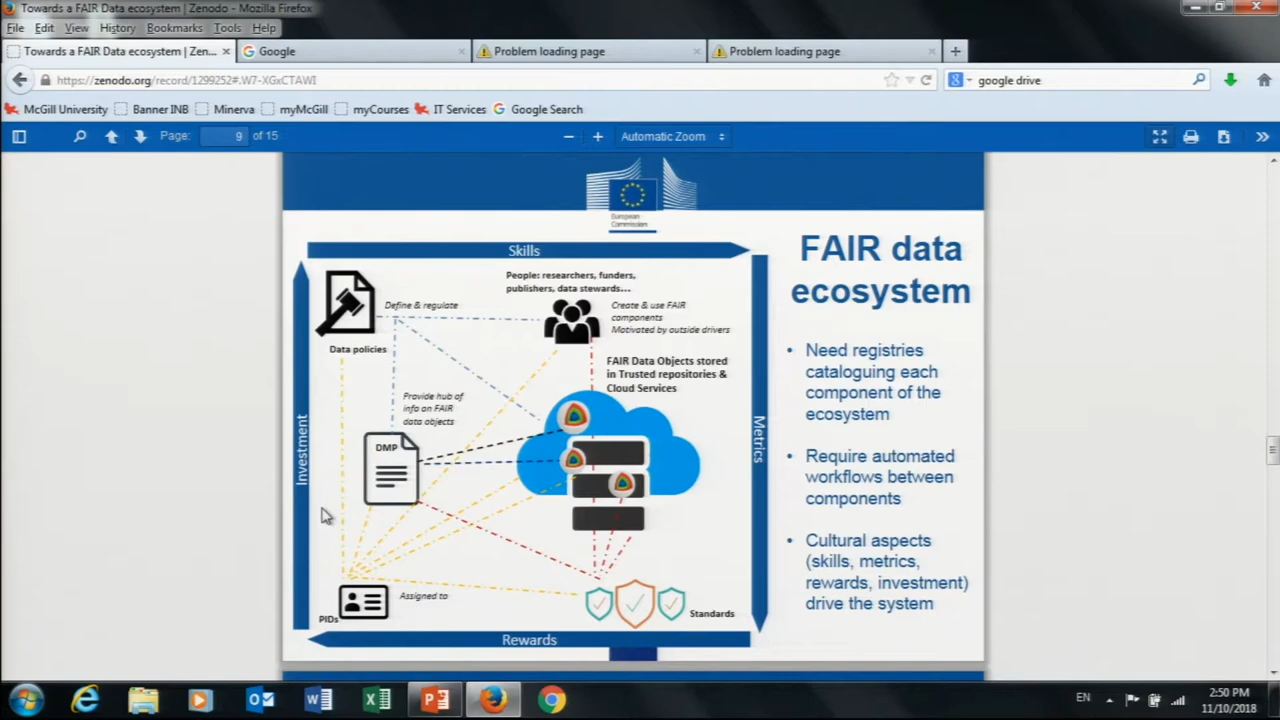 Towards a FAIR Data ecosystem | Zenodo - Mozilla Firefox
File Edit View History Bookmarks Tools Help
Towards a FAIR Data ecosystem | Zen...
Google
Problem loading page
Problem loading page
https://zenodo.org/record/1299252#.W7-XGxCTAWI
google drive
McGill University
Banner INB
Minerva
myMcGill
myCourses
IT Services
Google Search
Page: 9 of 15
Automatic Zoom
European
Commission
Skills
FAIR data
ecosystem
People: researchers, funders,
publishers, data stewards...
Define & regulate
Create & use FAIR
components
Motivated by outside drivers
Data policies
FAIR Data Objects stored
in Trusted repositories &
Cloud Services
Provide hub of
info on FAIR
data objects
DMP
Investment
Metrics
PIDs
Assigned to
Standards
Rewards
• Need registries
cataloguing each
component of the
ecosystem
• Require automated
workflows between
components
• Cultural aspects
(skills, metrics,
rewards, investment)
drive the system
EN
2:50 PM
11/10/2018